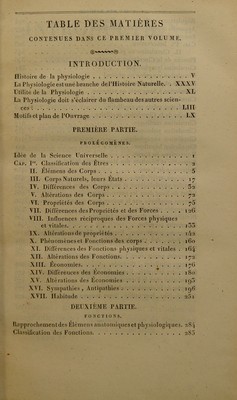 TABLE DES MATIÈRES
CONTENUES DANS CE PREMIER VOLUME.
INTRODUCTION.
Histoire de la physiologie . . . . . . . . . . . . . . V
La Physiologie est une branche de l'Histoire Naturelle. . XXXV
Utilité de la Physiologie . . . . . . . . . . . . . . XL
La Physiologie doit s'éclairer du flambeau des autres scien-
ces . . . . . . . . . . . . . . LIII
Motifs et plan de l'Ouvrage . . . . . . . . . . . . . . LX
PREMIÈRE PARTIE.
PROLÉGOMÈNES.
Idée de la Science Universelle . . . . . . . . . . . . . . 1
Cap. Ier. Classification des Êtres . . . . . . . . . . . . . . 2
II. Élémens des Corps . . . . . . . . . . . . . . 5
III. Corps Naturels, leurs États . . . . . . . . . . . . . . 17
IV. Différences des Corps . . . . . . . . . . . . . . 52
V. Altérations des Corps . . . . . . . . . . . . . . 72
VI. Propriétés des Corps . . . . . . . . . . . . . . 75
VII. Différences des Propriétés et des Forces . . . . 126
VIII. Influences réciproques des Forces physiques
et vitales . . . . . . . . . . . . . . 135
IX. Altérations de propriétés . . . . . . . . . . . . . . 152
X. Phénomènes et Fonctions des corps . . . . . . . 160
XI. Différences des Fonctions physiques et vitales . 164
XII. Altérations des Fonctions. . . . . . . . . . . . . . 172
XIII. Économies. . . . . . . . . . . . . . 176
XIV. Différences des Économies . . . . . . . . . . . . . . 180
XV. Altérations des Économies . . . . . . . . . . . . . . 195
XVI. Sympathies, Antipathies . . . . . . . . . . . . . . 198
XVII. Habitude . . . . . . . . . . . . . . 251
DEUXIÈME PARTIE.
FONCTIONS.
Rapprochement des Élémens anatomiques et physiologiques. 284
Classification des Fonctions. . . . . . . . . . . . . . 285